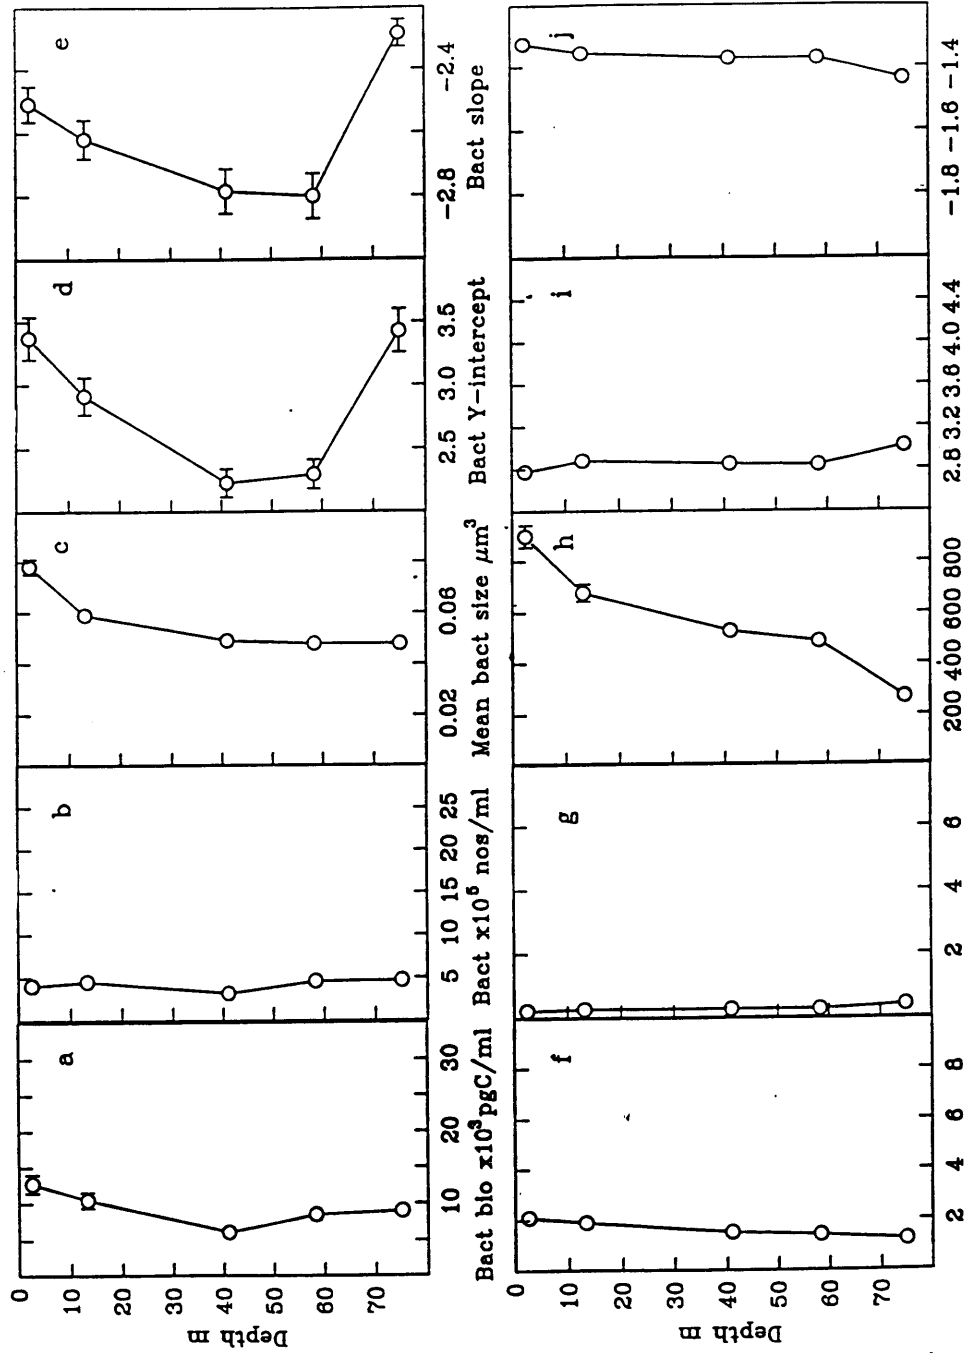 a b c d e
0
10
20
30
40
50
60
70
Depth m
10 20 30 5 10 15 20 25 0.02 0.06 2.5 3.0 3.5 −2.8 −2.4
Bact bio x10³pgC/ml Bact x10⁵ nos/ml Mean bact size μm³ Bact Y-intercept Bact slope
f g h i j
0
10
20
30
40
50
60
70
Depth m
2 4 6 8 2 4 6 200 400 600 800 2.8 3.2 3.6 4.0 4.4 −1.8 −1.6 −1.4